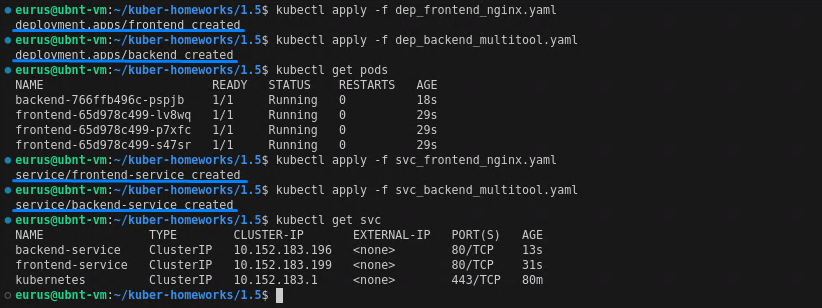 eurus@ubnt-vm:~/kuber-homeworks/1.5$ kubectl apply -f dep_frontend_nginx.yaml
deployment.apps/frontend created
eurus@ubnt-vm:~/kuber-homeworks/1.5$ kubectl apply -f dep_backend_multitool.yaml
deployment.apps/backend created
eurus@ubnt-vm:~/kuber-homeworks/1.5$ kubectl get pods
NAME                        READY   STATUS    RESTARTS   AGE
backend-766ffb496c-pspjb    1/1     Running   0          18s
frontend-65d978c499-lv8wq   1/1     Running   0          29s
frontend-65d978c499-p7xfc   1/1     Running   0          29s
frontend-65d978c499-s47sr   1/1     Running   0          29s
eurus@ubnt-vm:~/kuber-homeworks/1.5$ kubectl apply -f svc_frontend_nginx.yaml
service/frontend-service created
eurus@ubnt-vm:~/kuber-homeworks/1.5$ kubectl apply -f svc_backend_multitool.yaml
service/backend-service created
eurus@ubnt-vm:~/kuber-homeworks/1.5$ kubectl get svc
NAME               TYPE        CLUSTER-IP       EXTERNAL-IP   PORT(S)   AGE
backend-service    ClusterIP   10.152.183.196   <none>        80/TCP    13s
frontend-service   ClusterIP   10.152.183.199   <none>        80/TCP    31s
kubernetes         ClusterIP   10.152.183.1     <none>        443/TCP   80m
eurus@ubnt-vm:~/kuber-homeworks/1.5$